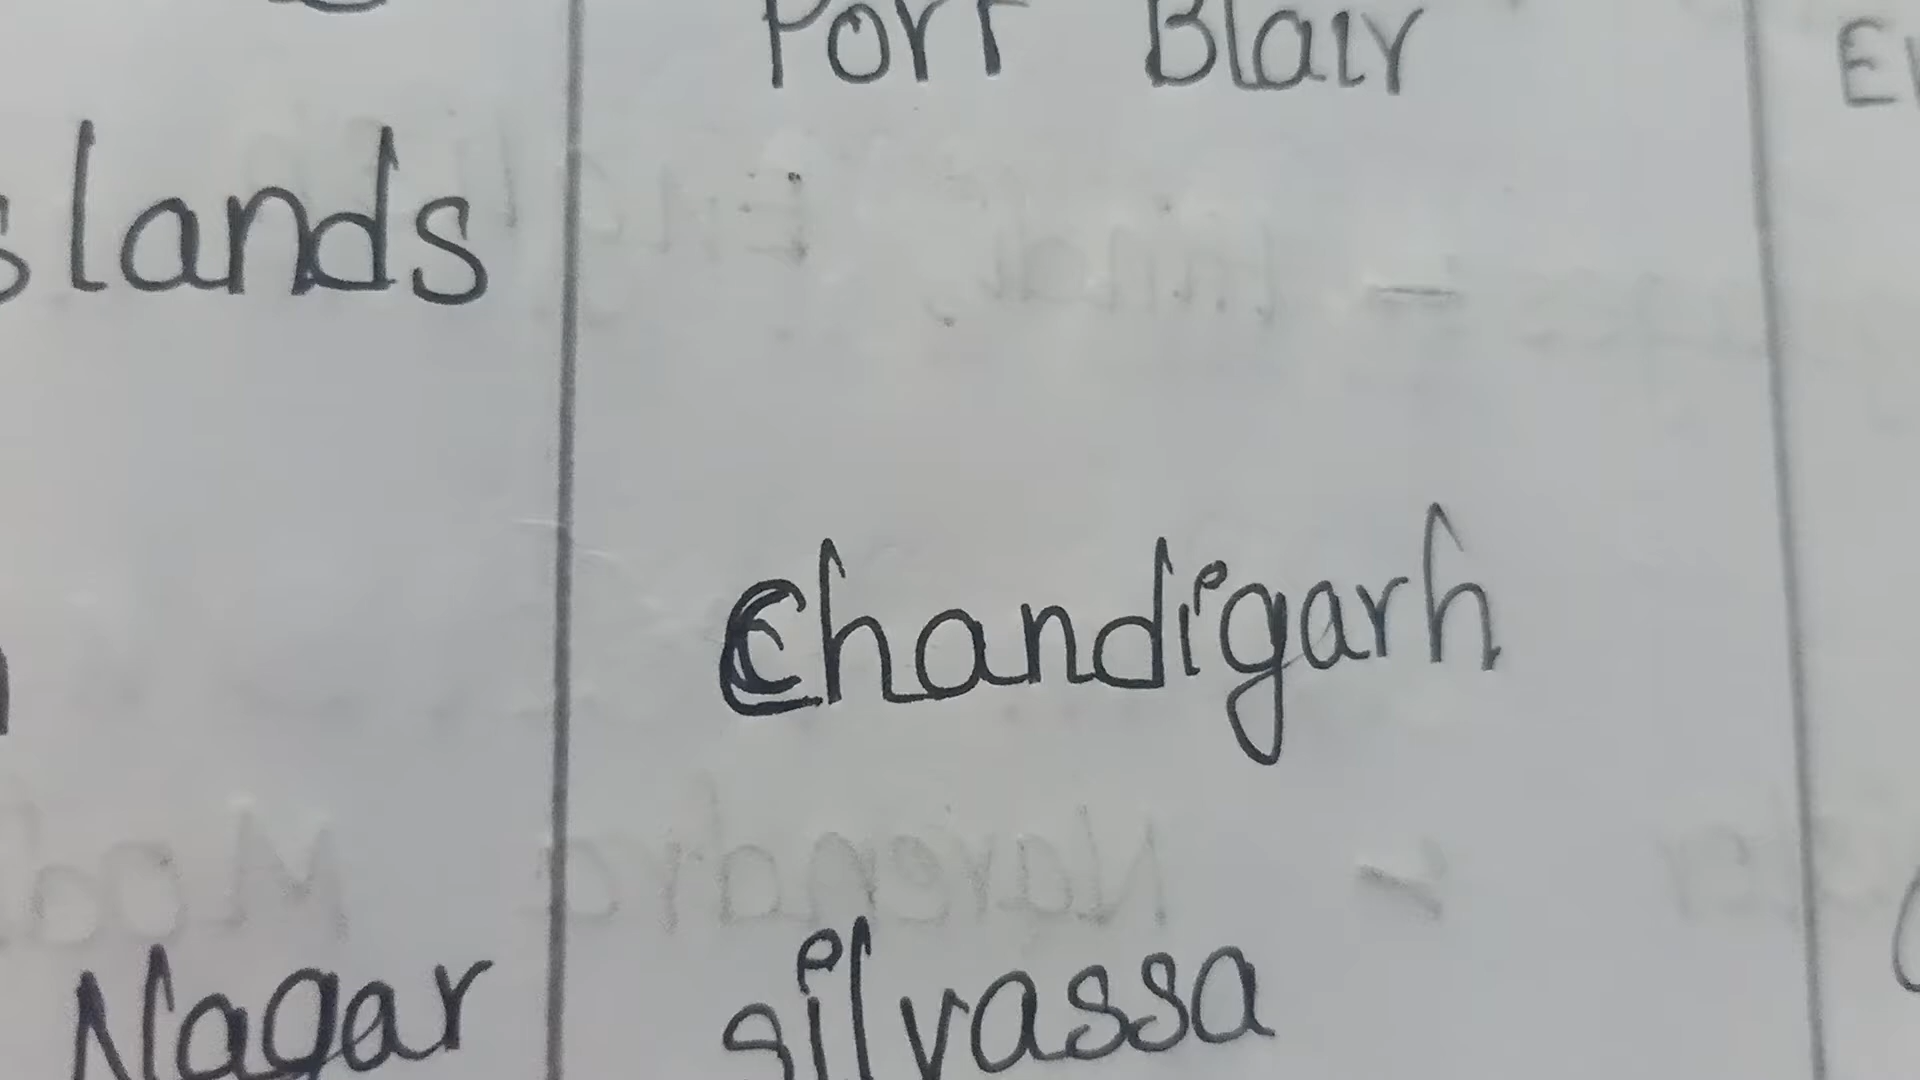 Port Blair
slands
Chandigarh
Nagar silvassa